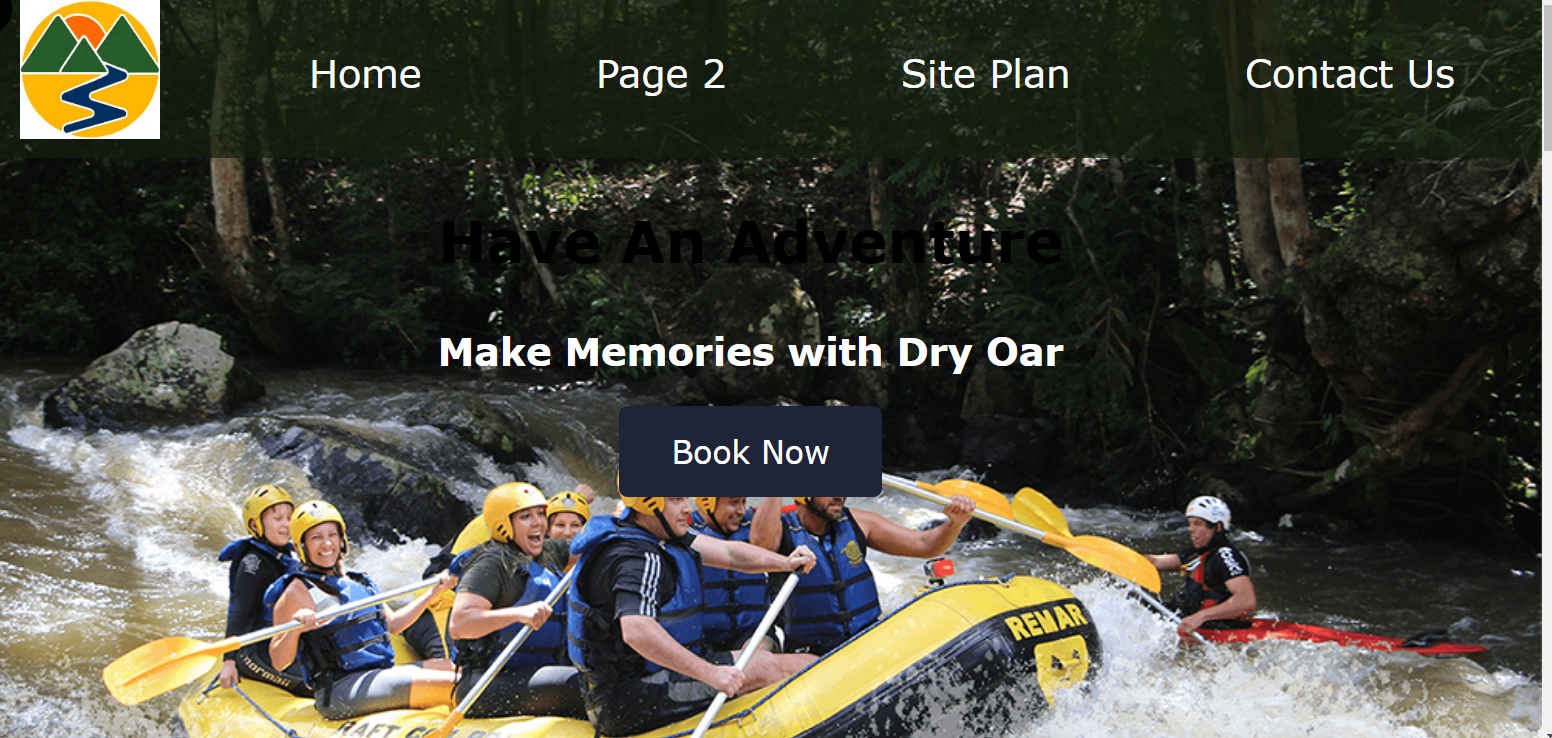 Home Page 2 Site Plan Contact Us
Have An Adventure
Make Memories with Dry Oar
Book Now
REMAR